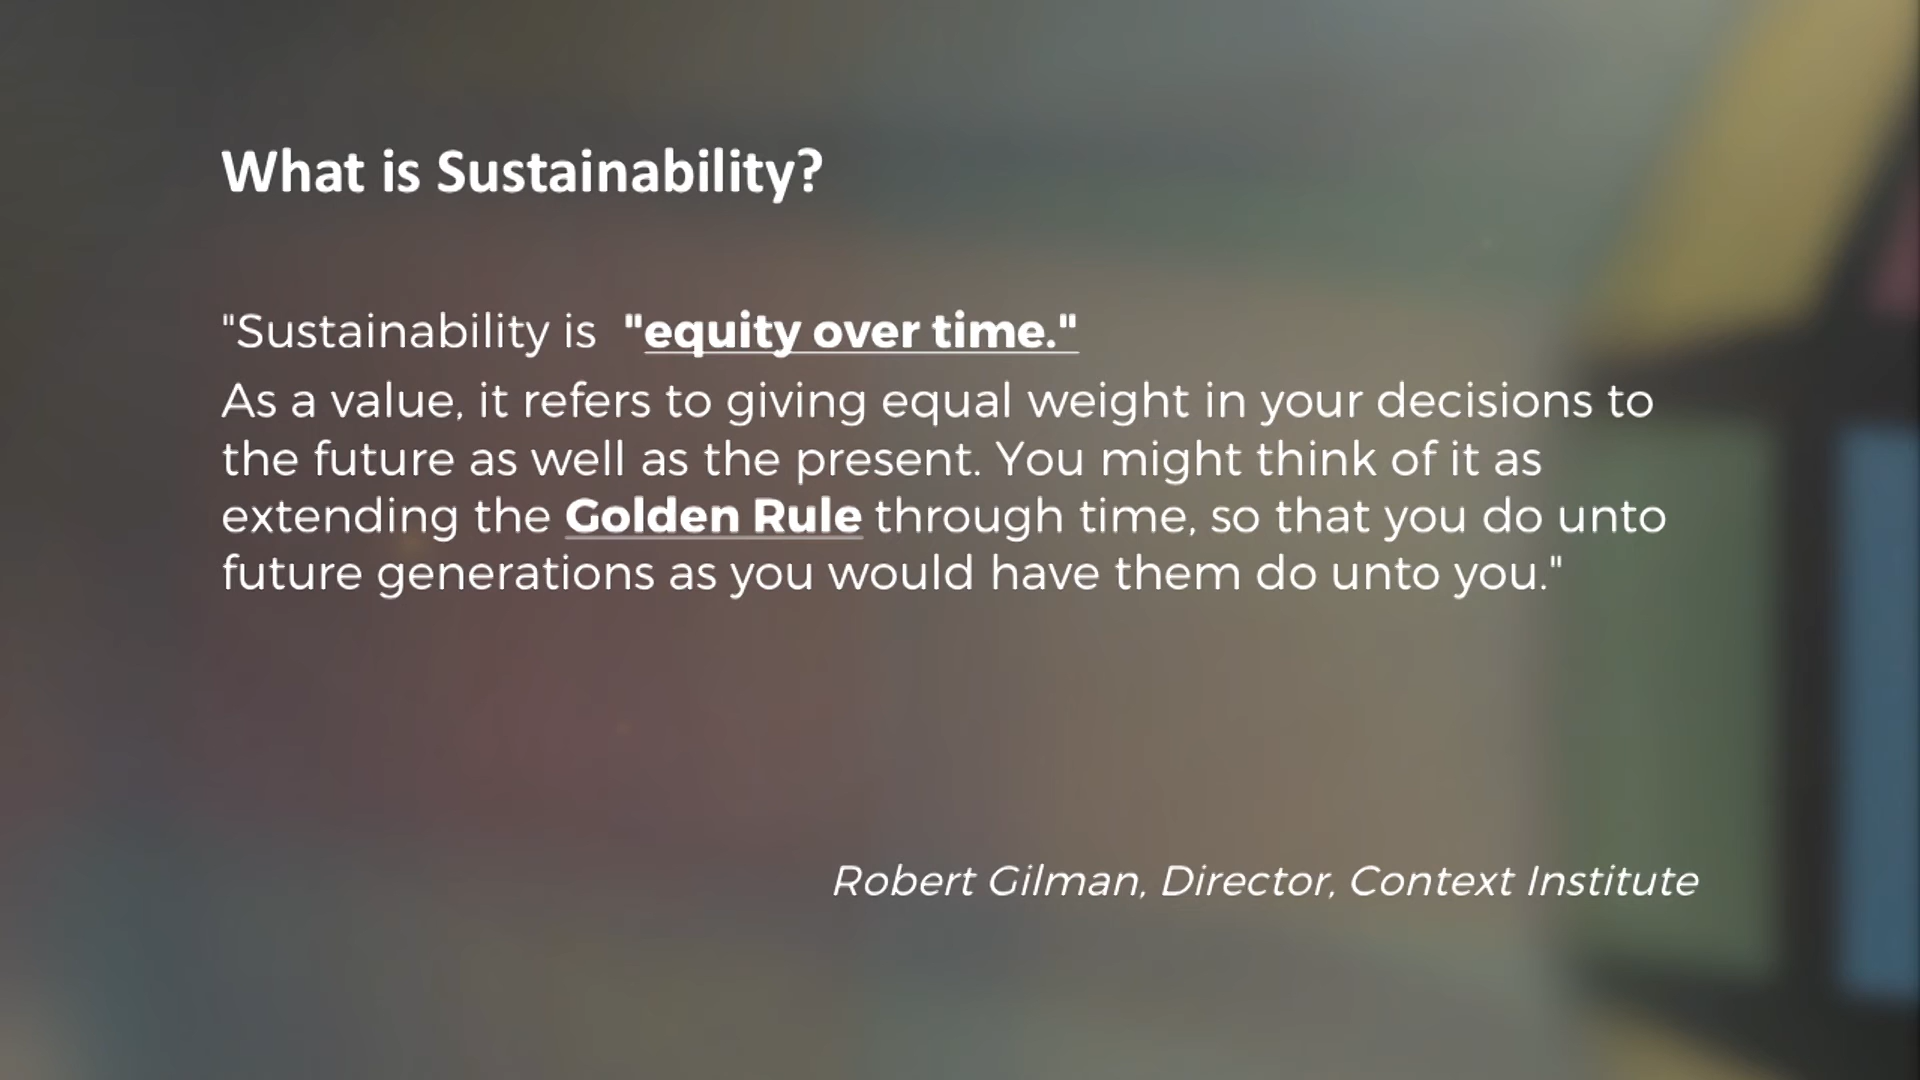 What is Sustainability?
"Sustainability is "equity over time."
As a value, it refers to giving equal weight in your decisions to
the future as well as the present. You might think of it as
extending the Golden Rule through time, so that you do unto
future generations as you would have them do unto you."
Robert Gilman, Director, Context Institute